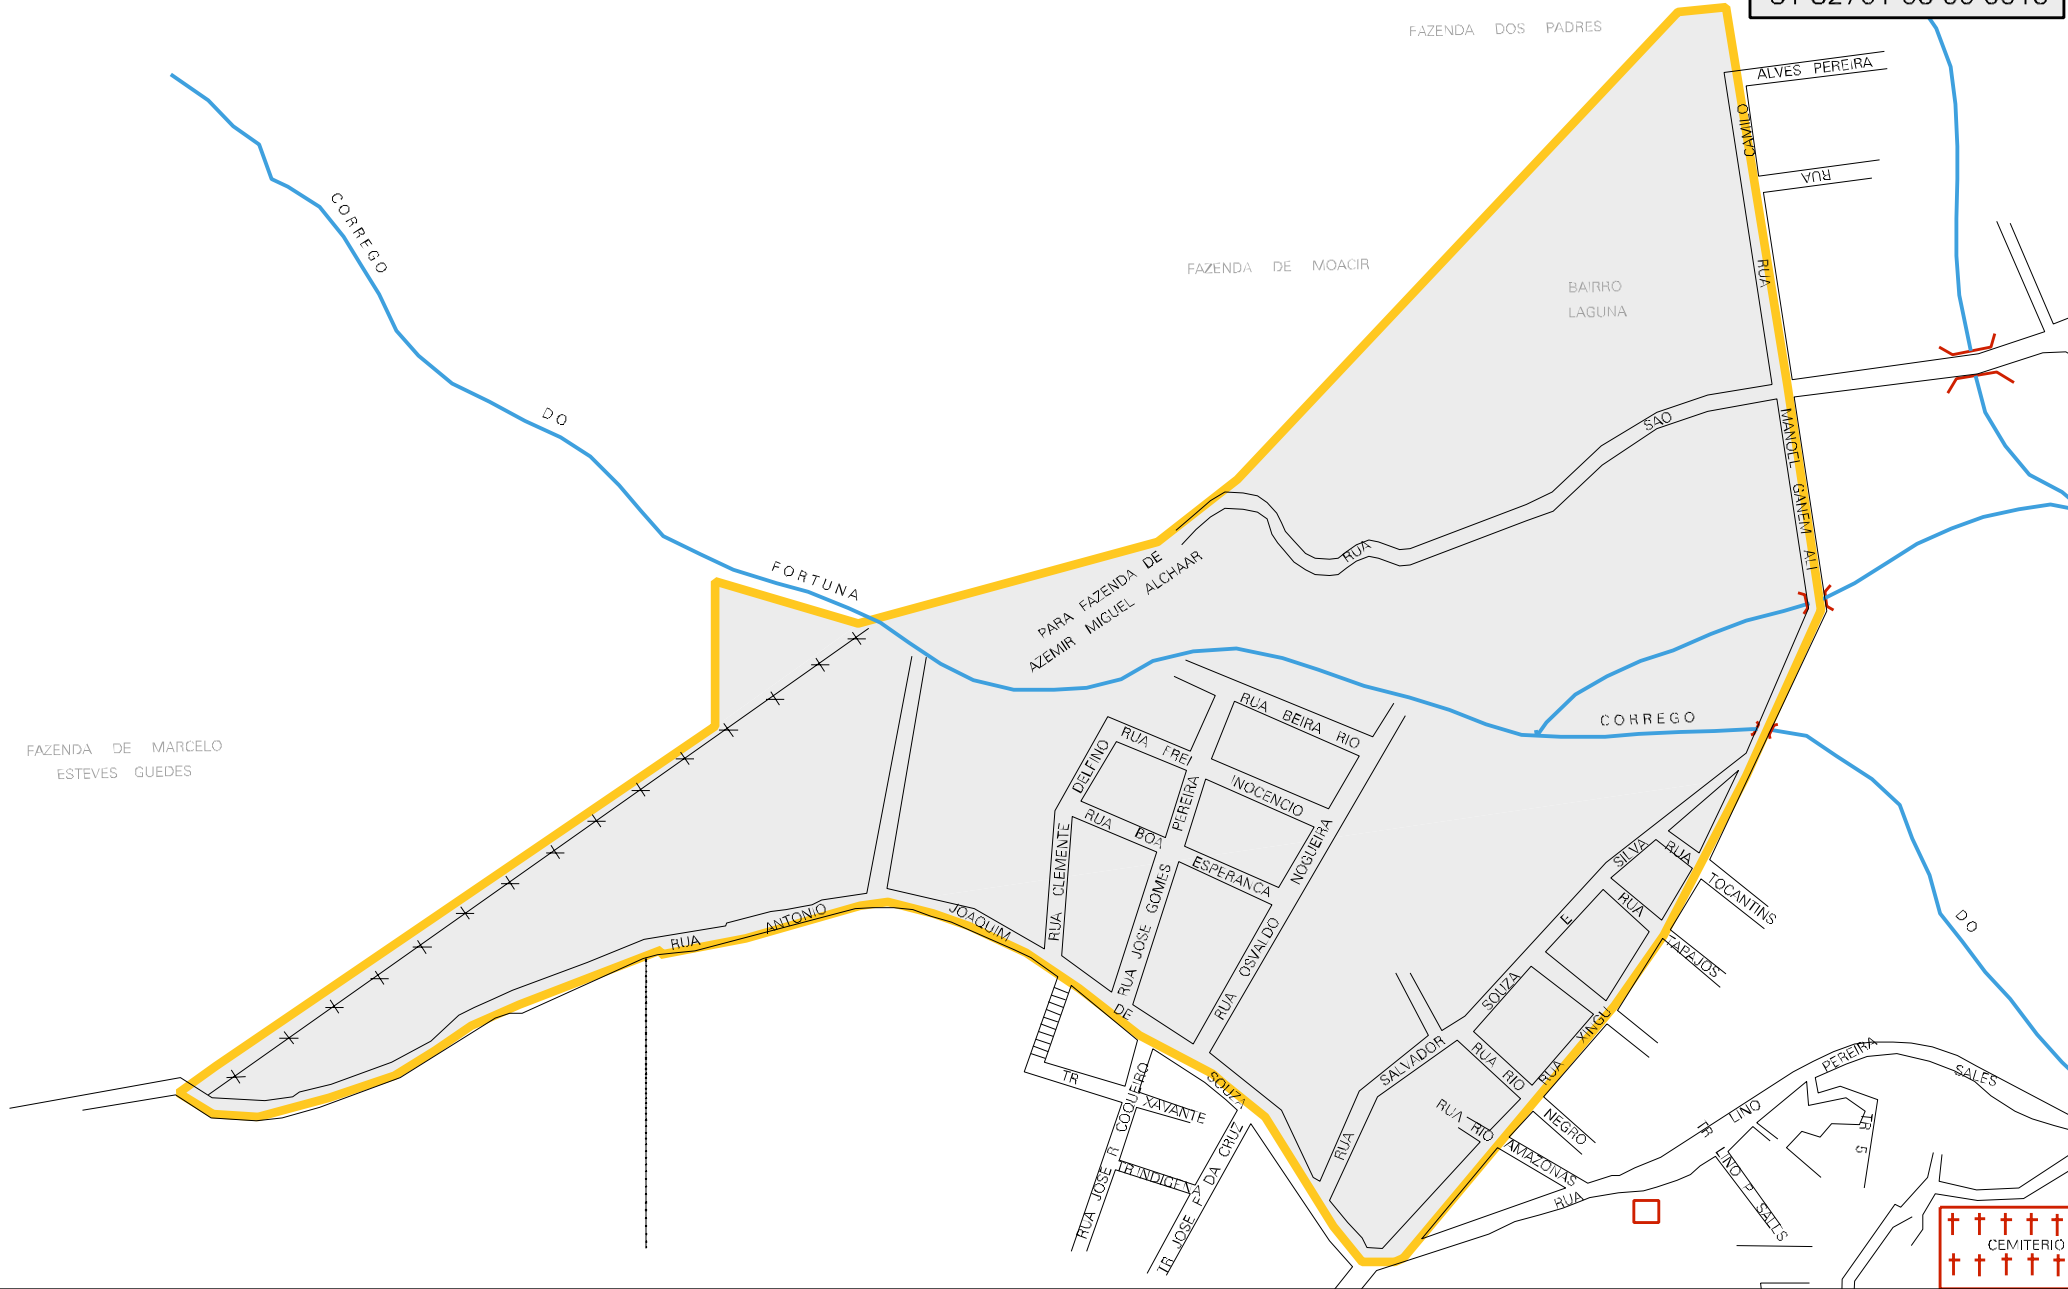 FAZENDA DOS PADRES
ALVES PEREIRA
CAMILO
RUA
CORREGO
FAZENDA DE MOACIR
RUA
BAIRRO
LAGUNA
DO
SAO
MANOEL GANEM ALI
RUA
FORTUNA
PARA FAZENDA DE
AZEMIR MIGUEL ALCHAAR
CORREGO
RUA BEIRA RIO
FAZENDA DE MARCELO
ESTEVES GUEDES
RUA FREI
INOCENCIO
DELFINO
RUA CLEMENTE
PEREIRA
RUA JOSE GOMES
RUA BOA
ESPERANCA
NOGUEIRA
RUA OSVALDO
SILVA
E
SOUZA
SALVADOR
RUA
RUA
TOCANTINS
RUA
TAPAJOS
DO
RUA ANTONIO
JOAQUIM
DE
SOUZA
XINGU
RUA
RUA RIO
NEGRO
RUA RIO
AMAZONAS
RUA
LINO
PEREIRA
SALES
TR
XAVANTE
RUA JOSE R COQUEIRO
TR INDIGENA
TR JOSE F DA CRUZ
TR LINO P SALES
TR 5
CEMITERIO